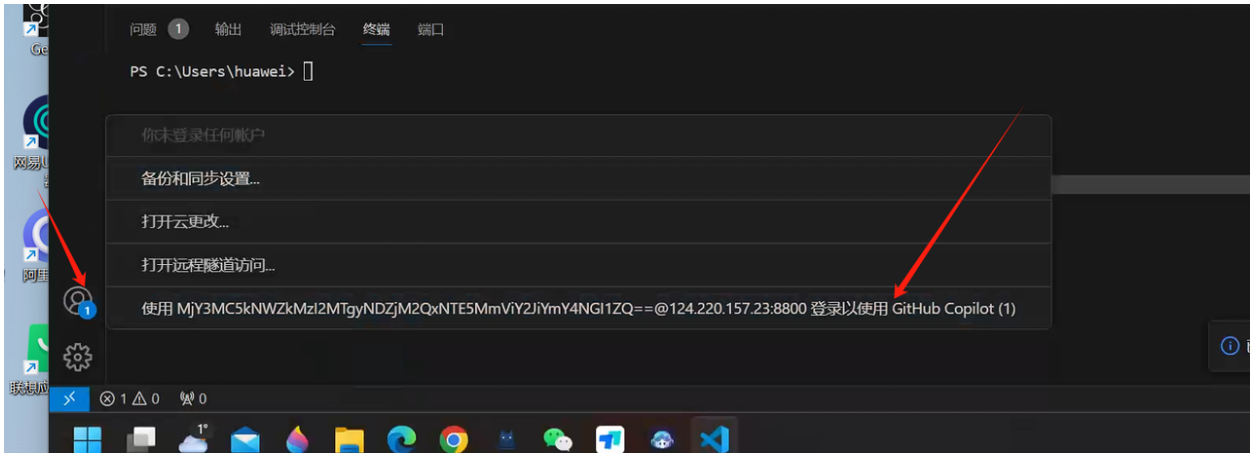 Ge
问题 1 输出 调试控制台 终端 端口
PS C:\Users\huawei>
网易U
你未登录任何帐户
备份和同步设置...
打开云更改...
打开远程隧道访问...
阿里
1
使用 MjY3MC5kNWZkMzI2MTgyNDZjM2QxNTE5MmViY2JiYmY4NGI1ZQ==@124.220.157.23:8800 登录以使用 GitHub Copilot (1)
联想应
1 0 0
1°